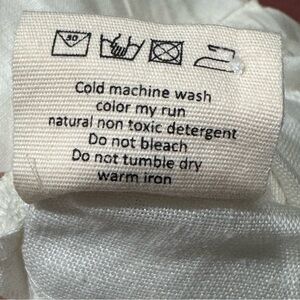 30
Cold machine wash
color my run
natural non toxic detergent
Do not bleach
Do not tumble dry
warm iron